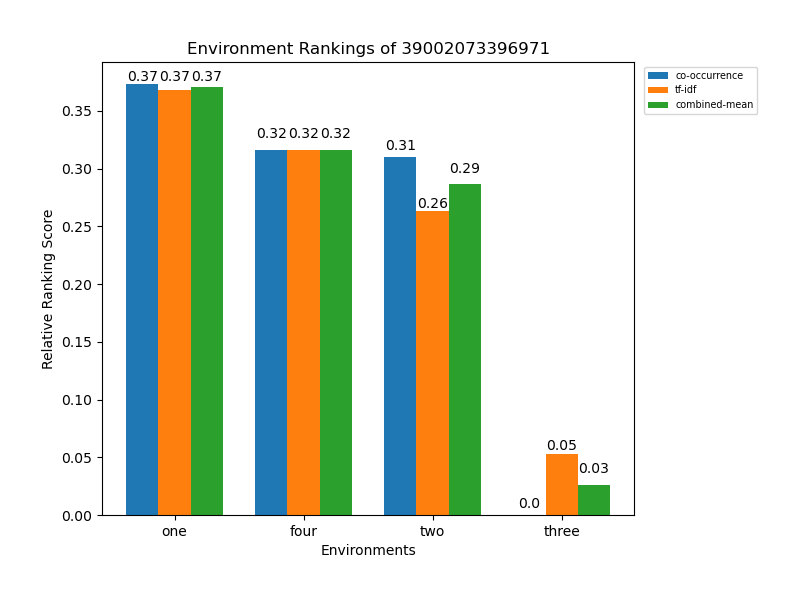 Environment Rankings of 39002073396971
co-occurrence
tf-idf
combined-mean
0.37 0.37 0.37
0.32 0.32 0.32
0.31
0.26
0.29
0.0
0.05
0.03
Relative Ranking Score
0.35
0.30
0.25
0.20
0.15
0.10
0.05
0.00
one four two three
Environments